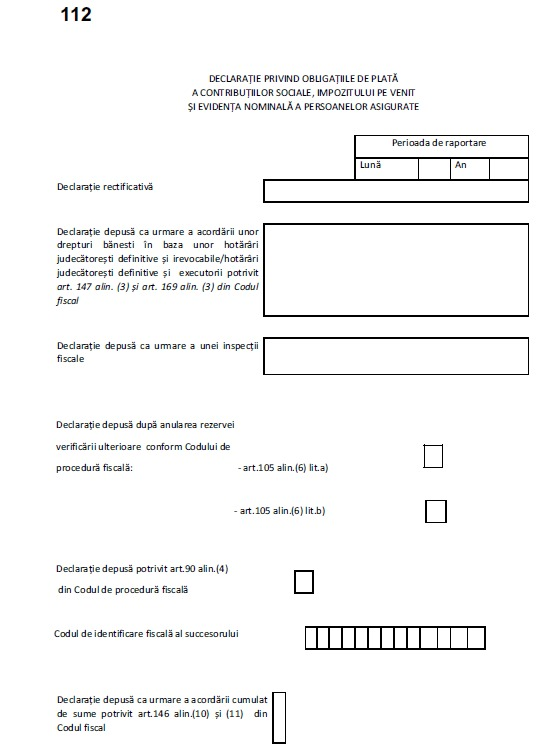 112
DECLARAȚIE PRIVIND OBLIGAȚIILE DE PLATĂ
A CONTRIBUȚIILOR SOCIALE, IMPOZITULUI PE VENIT
ȘI EVIDENȚA NOMINALĂ A PERSOANELOR ASIGURATE
Perioada de raportare
Lună An
Declarație rectificativă
Declarație depusă ca urmare a acordării unor
drepturi bănesti în baza unor hotărâri
judecătorești definitive și irevocabile/hotărâri
judecătorești definitive și executorii potrivit
art. 147 alin. (3) și art. 169 alin. (3) din Codul
fiscal
Declarație depusă ca urmare a unei inspecții
fiscale
Declarație depusă după anularea rezervei
verificării ulterioare conform Codului de
procedură fiscală: - art.105 alin.(6) lit.a)
- art.105 alin.(6) lit.b)
Declarație depusă potrivit art.90 alin.(4)
din Codul de procedură fiscală
Codul de identificare fiscală al succesorului
Declarație depusă ca urmare a acordării cumulat
de sume potrivit art.146 alin.(10) și (11) din
Codul fiscal